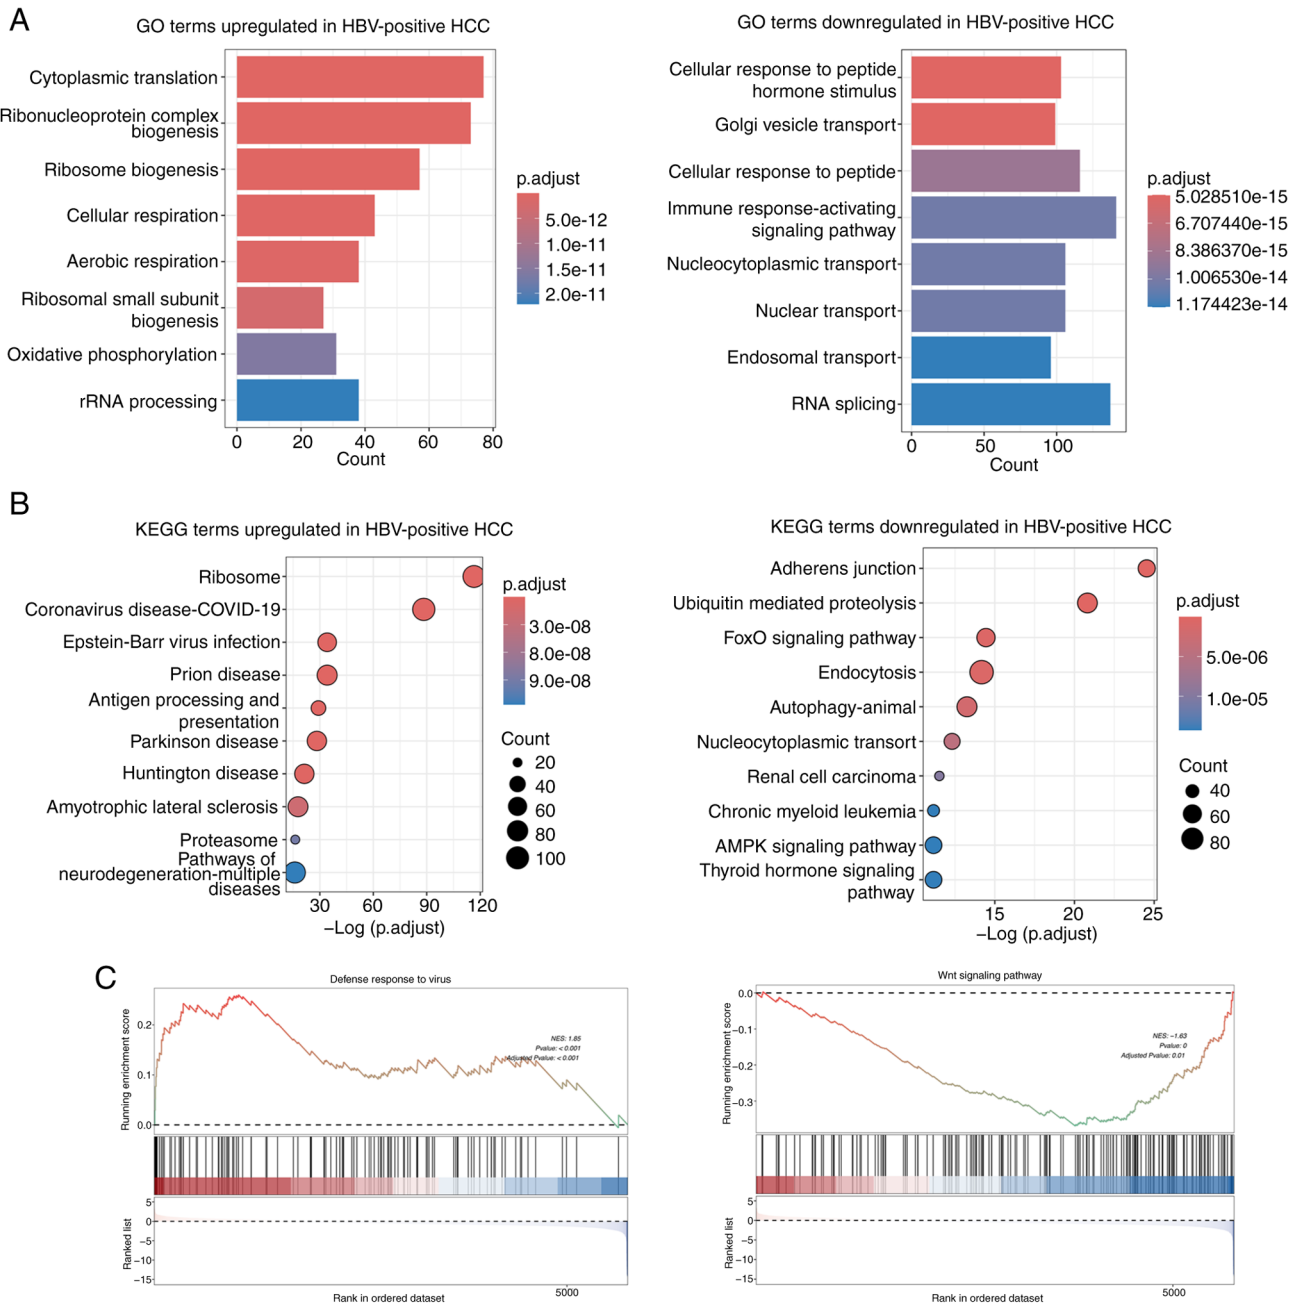 A
GO terms upregulated in HBV-positive HCC
Cytoplasmic translation
Ribonucleoprotein complex
biogenesis
Ribosome biogenesis
Cellular respiration
Aerobic respiration
Ribosomal small subunit
biogenesis
Oxidative phosphorylation
rRNA processing
0 20 40 60 80
Count
p.adjust
5.0e-12
1.0e-11
1.5e-11
2.0e-11
GO terms downregulated in HBV-positive HCC
Cellular response to peptide
hormone stimulus
Golgi vesicle transport
Cellular response to peptide
Immune response-activating
signaling pathway
Nucleocytoplasmic transport
Nuclear transport
Endosomal transport
RNA splicing
0 50 100
Count
p.adjust
5.028510e-15
6.707440e-15
8.386370e-15
1.006530e-14
1.174423e-14
B
KEGG terms upregulated in HBV-positive HCC
Ribosome
Coronavirus disease-COVID-19
Epstein-Barr virus infection
Prion disease
Antigen processing and
presentation
Parkinson disease
Huntington disease
Amyotrophic lateral sclerosis
Proteasome
Pathways of
neurodegeneration-multiple
diseases
30 60 90 120
−Log (p.adjust)
p.adjust
3.0e-08
8.0e-08
9.0e-08
Count
20
40
60
80
100
KEGG terms downregulated in HBV-positive HCC
Adherens junction
Ubiquitin mediated proteolysis
FoxO signaling pathway
Endocytosis
Autophagy-animal
Nucleocytoplasmic transort
Renal cell carcinoma
Chronic myeloid leukemia
AMPK signaling pathway
Thyroid hormone signaling
pathway
15 20 25
−Log (p.adjust)
p.adjust
5.0e-06
1.0e-05
Count
40
60
80
C
Defense response to virus
Running enrichment score
0.2
0.1
0.0
NES: 1.85
Pvalue: < 0.001
Adjusted Pvalue: < 0.001
Ranked list
5
0
−5
−10
−15
5000
Rank in ordered dataset
Wnt signaling pathway
Running enrichment score
0.0
−0.1
−0.2
−0.3
NES: −1.63
Pvalue: 0
Adjusted Pvalue: 0.01
Ranked list
5
0
−5
−10
−15
5000
Rank in ordered dataset